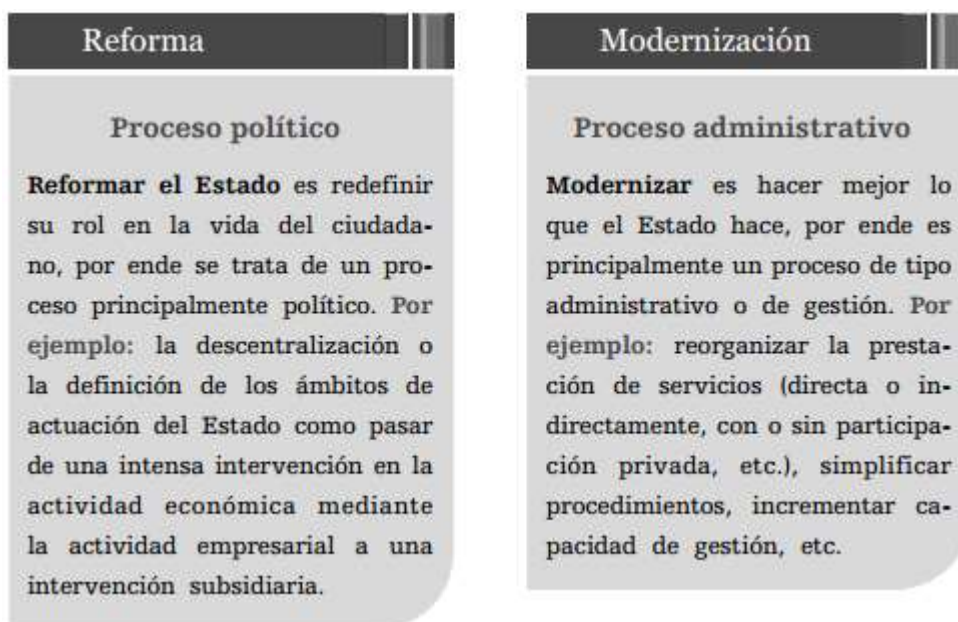 Reforma
Proceso político
Reformar el Estado es redefinir
su rol en la vida del ciudada-
no, por ende se trata de un pro-
ceso principalmente político. Por
ejemplo: la descentralización o
la definición de los ámbitos de
actuación del Estado como pasar
de una intensa intervención en la
actividad económica mediante
la actividad empresarial a una
intervención subsidiaria.
Modernización
Proceso administrativo
Modernizar es hacer mejor lo
que el Estado hace, por ende es
principalmente un proceso de tipo
administrativo o de gestión. Por
ejemplo: reorganizar la presta-
ción de servicios (directa o in-
directamente, con o sin participa-
ción privada, etc.), simplificar
procedimientos, incrementar ca-
pacidad de gestión, etc.